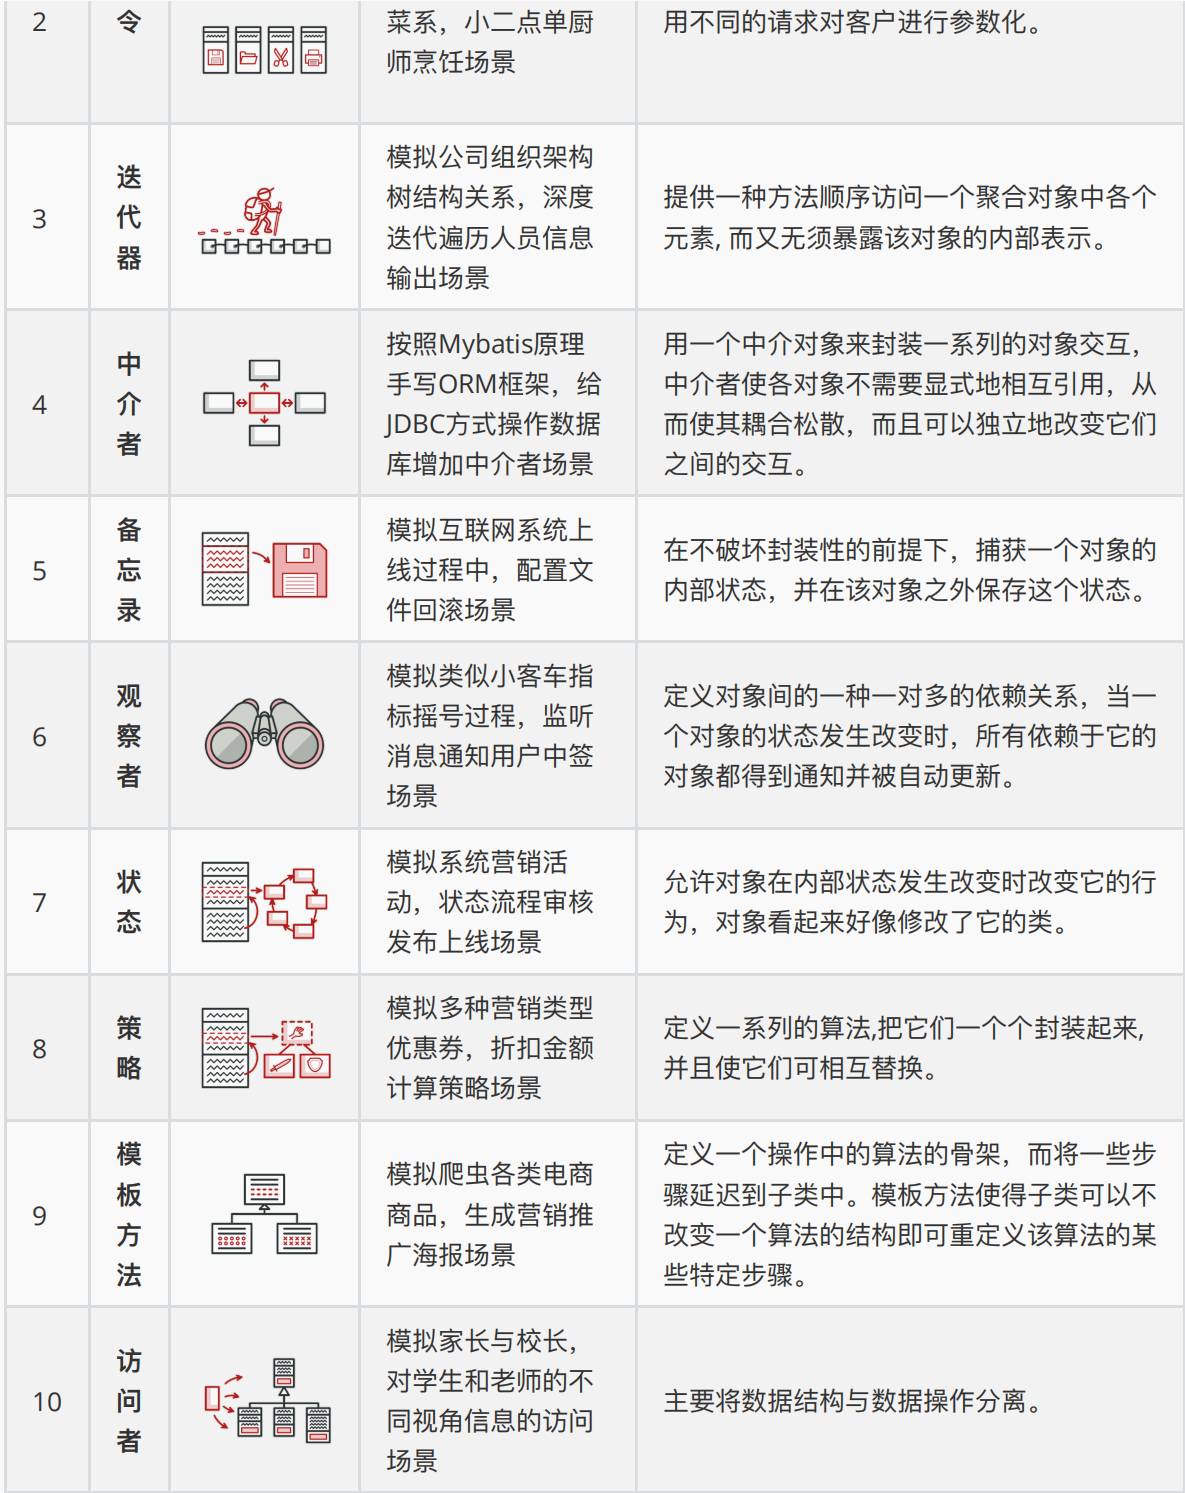 2
令
菜系，小二点单厨
师烹饪场景
用不同的请求对客户进行参数化。
3
迭
代
器
模拟公司组织架构
树结构关系，深度
迭代遍历人员信息
输出场景
提供一种方法顺序访问一个聚合对象中各个
元素, 而又无须暴露该对象的内部表示。
4
中
介
者
按照Mybatis原理
手写ORM框架，给
JDBC方式操作数据
库增加中介者场景
用一个中介对象来封装一系列的对象交互，
中介者使各对象不需要显式地相互引用，从
而使其耦合松散，而且可以独立地改变它们
之间的交互。
5
备
忘
录
模拟互联网系统上
线过程中，配置文
件回滚场景
在不破坏封装性的前提下，捕获一个对象的
内部状态，并在该对象之外保存这个状态。
6
观
察
者
模拟类似小客车指
标摇号过程，监听
消息通知用户中签
场景
定义对象间的一种一对多的依赖关系，当一
个对象的状态发生改变时，所有依赖于它的
对象都得到通知并被自动更新。
7
状
态
模拟系统营销活
动，状态流程审核
发布上线场景
允许对象在内部状态发生改变时改变它的行
为，对象看起来好像修改了它的类。
8
策
略
模拟多种营销类型
优惠券，折扣金额
计算策略场景
定义一系列的算法,把它们一个个封装起来,
并且使它们可相互替换。
9
模
板
方
法
模拟爬虫各类电商
商品，生成营销推
广海报场景
定义一个操作中的算法的骨架，而将一些步
骤延迟到子类中。模板方法使得子类可以不
改变一个算法的结构即可重定义该算法的某
些特定步骤。
10
访
问
者
模拟家长与校长，
对学生和老师的不
同视角信息的访问
场景
主要将数据结构与数据操作分离。